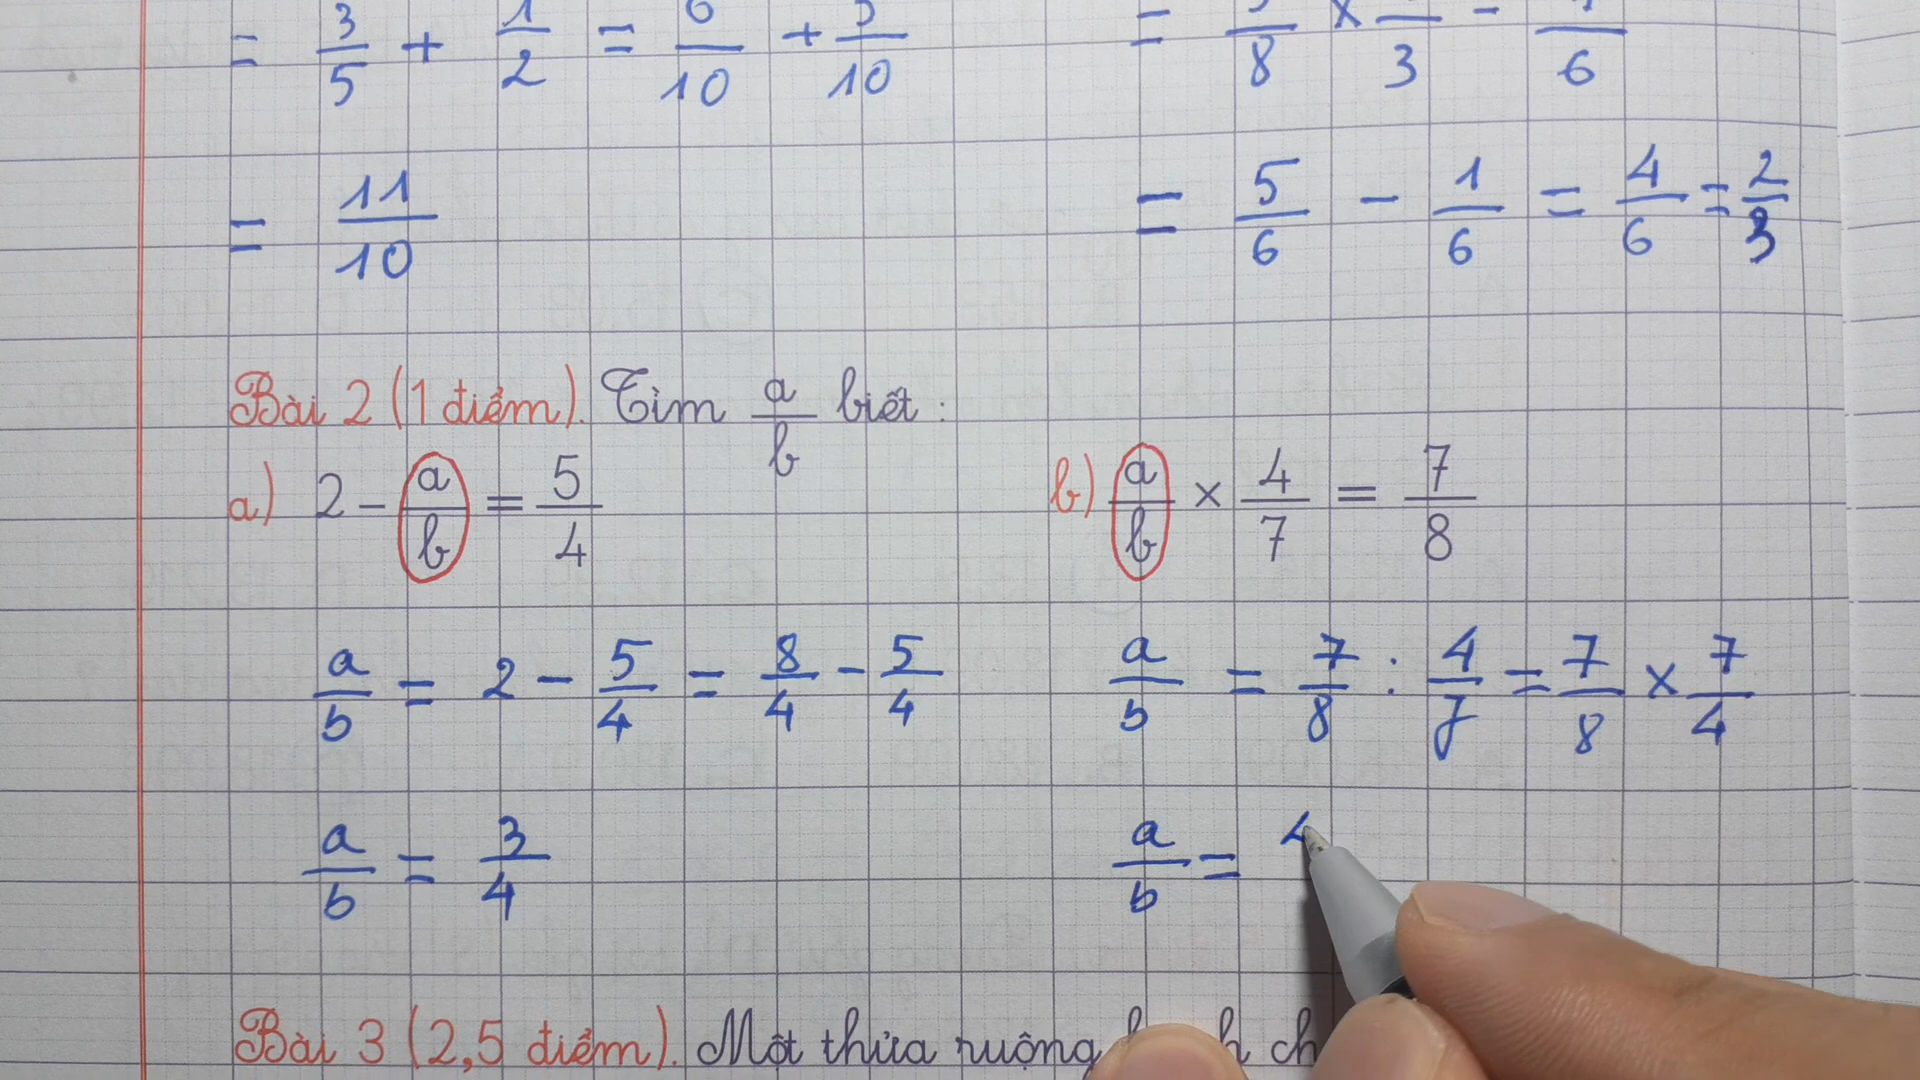 = 3/5 + 1/2 = 6/10 + 5/10
= /8 × /3 - /6
= 11/10
= 5/6 - 1/6 = 4/6 = 2/3
Bài 2 (1 điểm). Tìm a/b biết :
a) 2 - a/b = 5/4
b) a/b × 4/7 = 7/8
a/b = 2 - 5/4 = 8/4 - 5/4
a/b = 7/8 : 4/7 = 7/8 × 7/4
a/b = 3/4
a/b = 4
Bài 3 (2,5 điểm). Một thửa ruộng